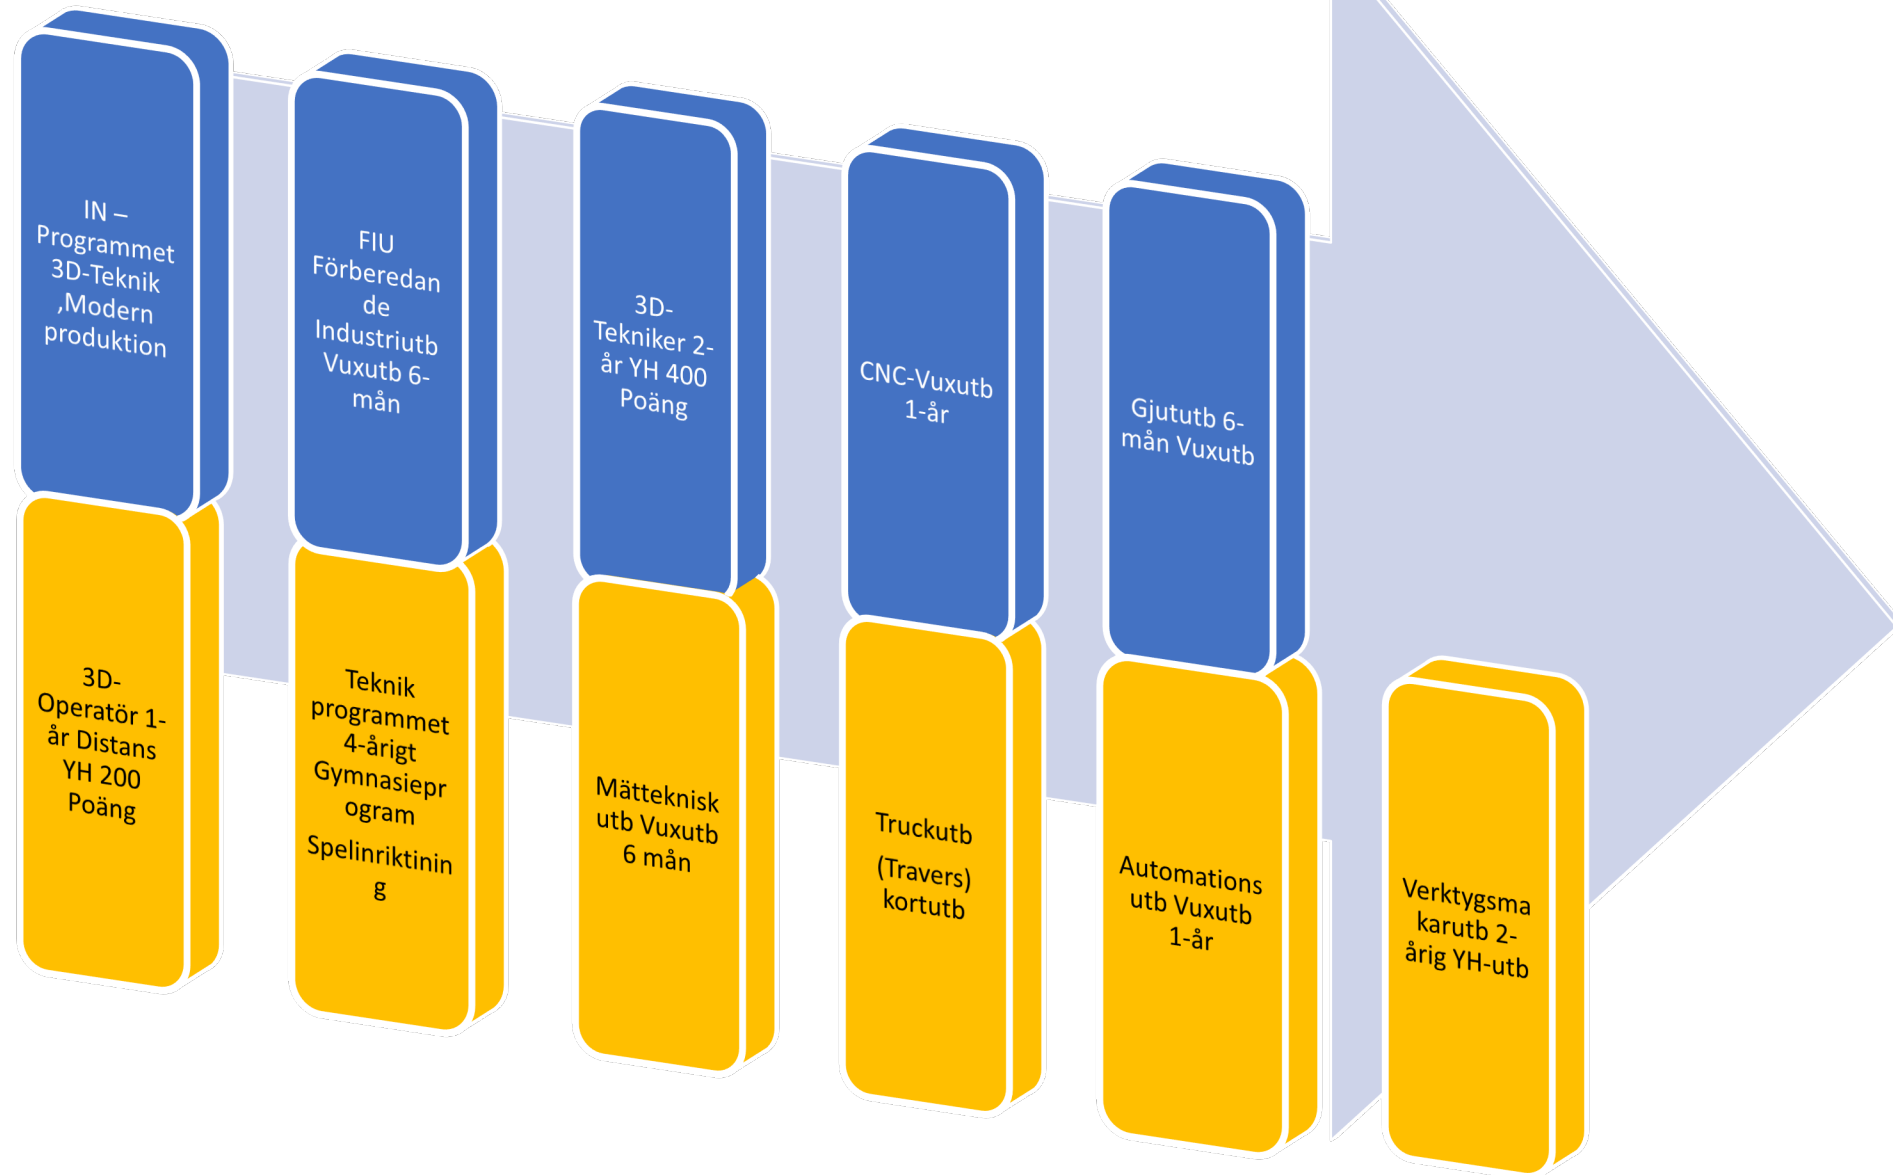 IN –
Programmet
3D-Teknik
,Modern
produktion
FIU
Förberedan
de
Industriutb
Vuxutb 6-
mån
3D-
Tekniker 2-
år YH 400
Poäng
CNC-Vuxutb
1-år
Gjututb 6-
mån Vuxutb
3D-
Operatör 1-
år Distans
YH 200
Poäng
Teknik
programmet
4-årigt
Gymnasiepr
ogram
Spelinriktinin
g
Mätteknisk
utb Vuxutb
6 mån
Truckutb
(Travers)
kortutb
Automations
utb Vuxutb
1-år
Verktygsma
karutb 2-
årig YH-utb